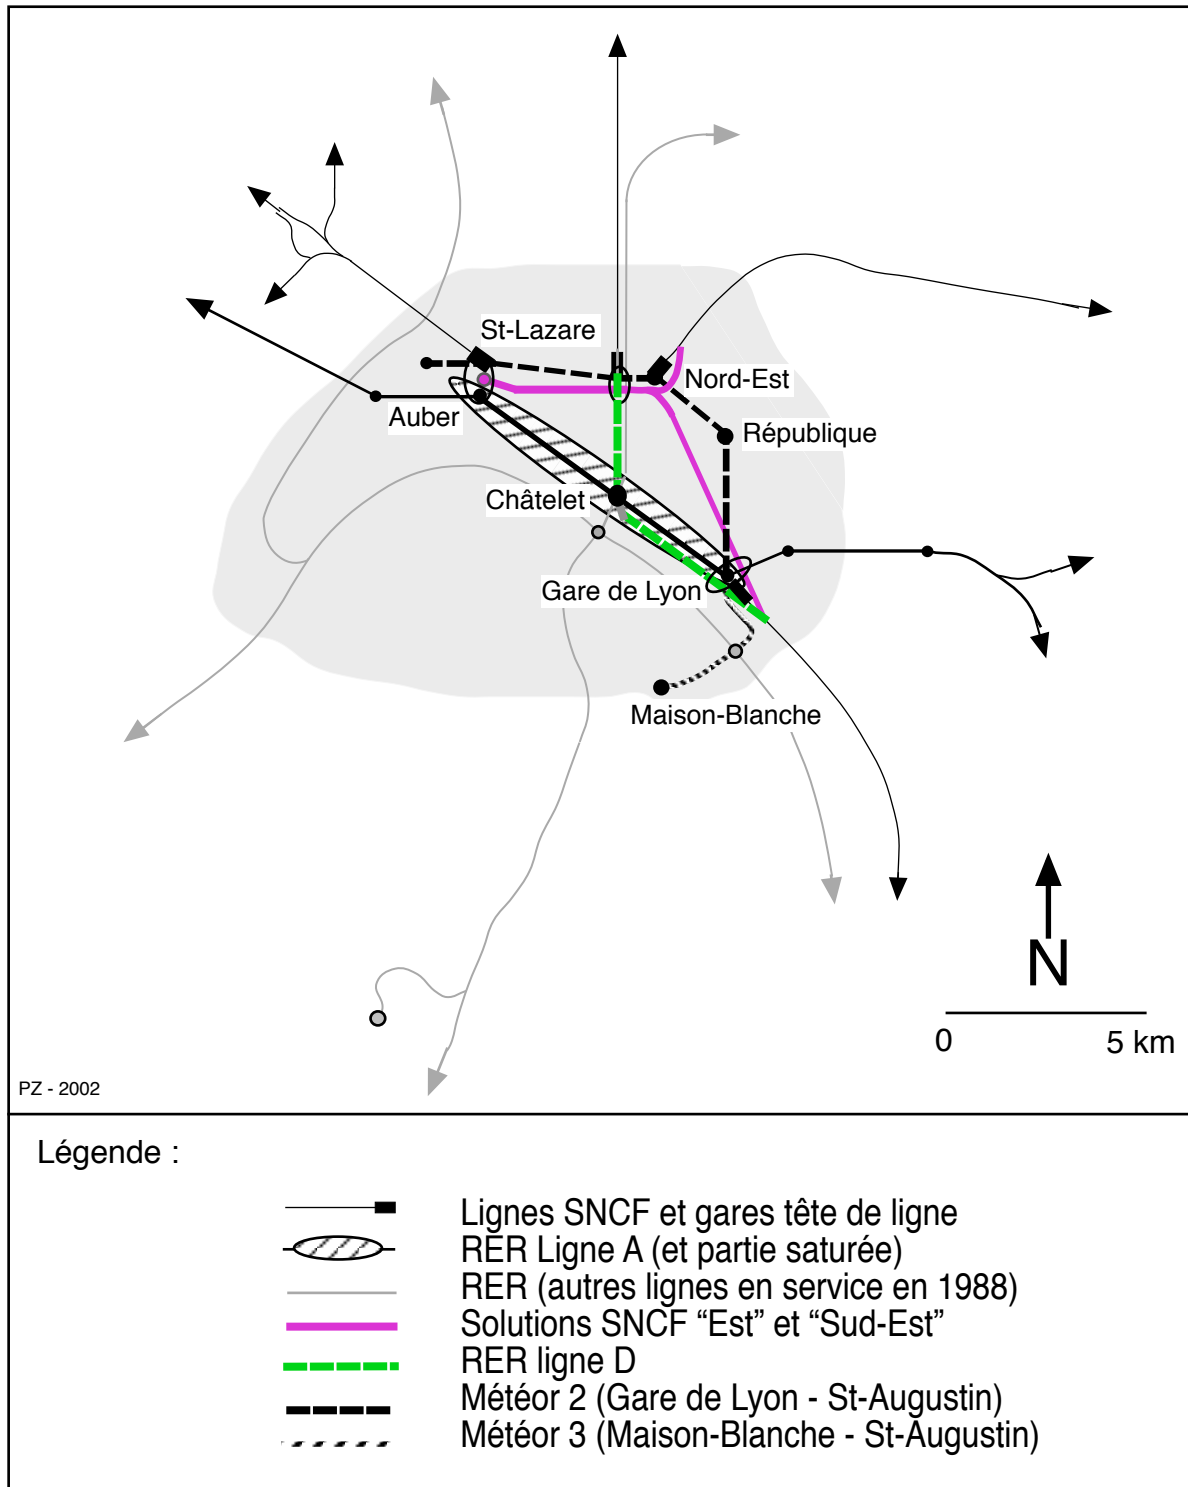 St-Lazare
Nord-Est
Auber
République
Châtelet
Gare de Lyon
Maison-Blanche
N
0 5 km
PZ - 2002
Légende :
Lignes SNCF et gares tête de ligne
RER Ligne A (et partie saturée)
RER (autres lignes en service en 1988)
Solutions SNCF “Est” et “Sud-Est”
RER ligne D
Météor 2 (Gare de Lyon - St-Augustin)
Météor 3 (Maison-Blanche - St-Augustin)